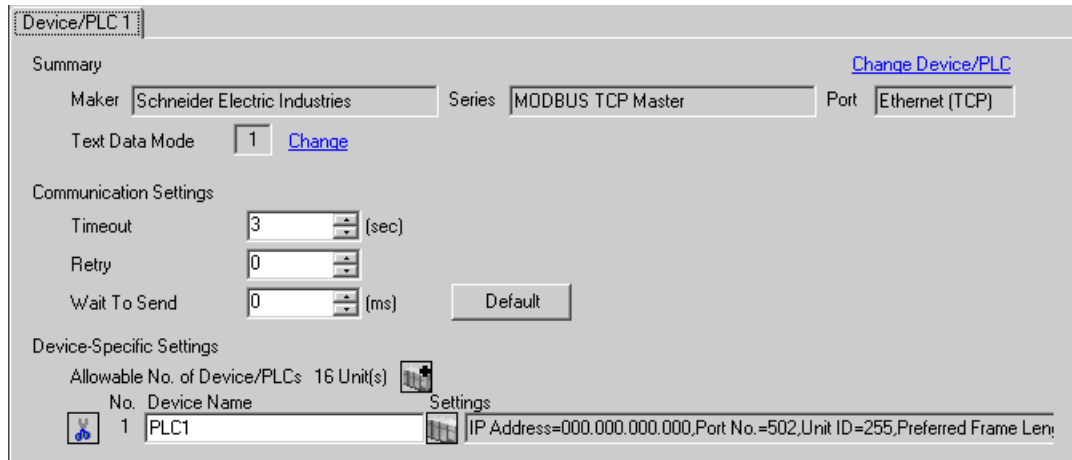 Device/PLC 1
Summary Change Device/PLC
Maker Schneider Electric Industries Series MODBUS TCP Master Port Ethernet (TCP)
Text Data Mode 1 Change
Communication Settings
Timeout 3 (sec)
Retry 0
Wait To Send 0 (ms) Default
Device-Specific Settings
Allowable No. of Device/PLCs 16 Unit(s)
No. Device Name Settings
1 PLC1 IP Address=000.000.000.000,Port No.=502,Unit ID=255,Preferred Frame